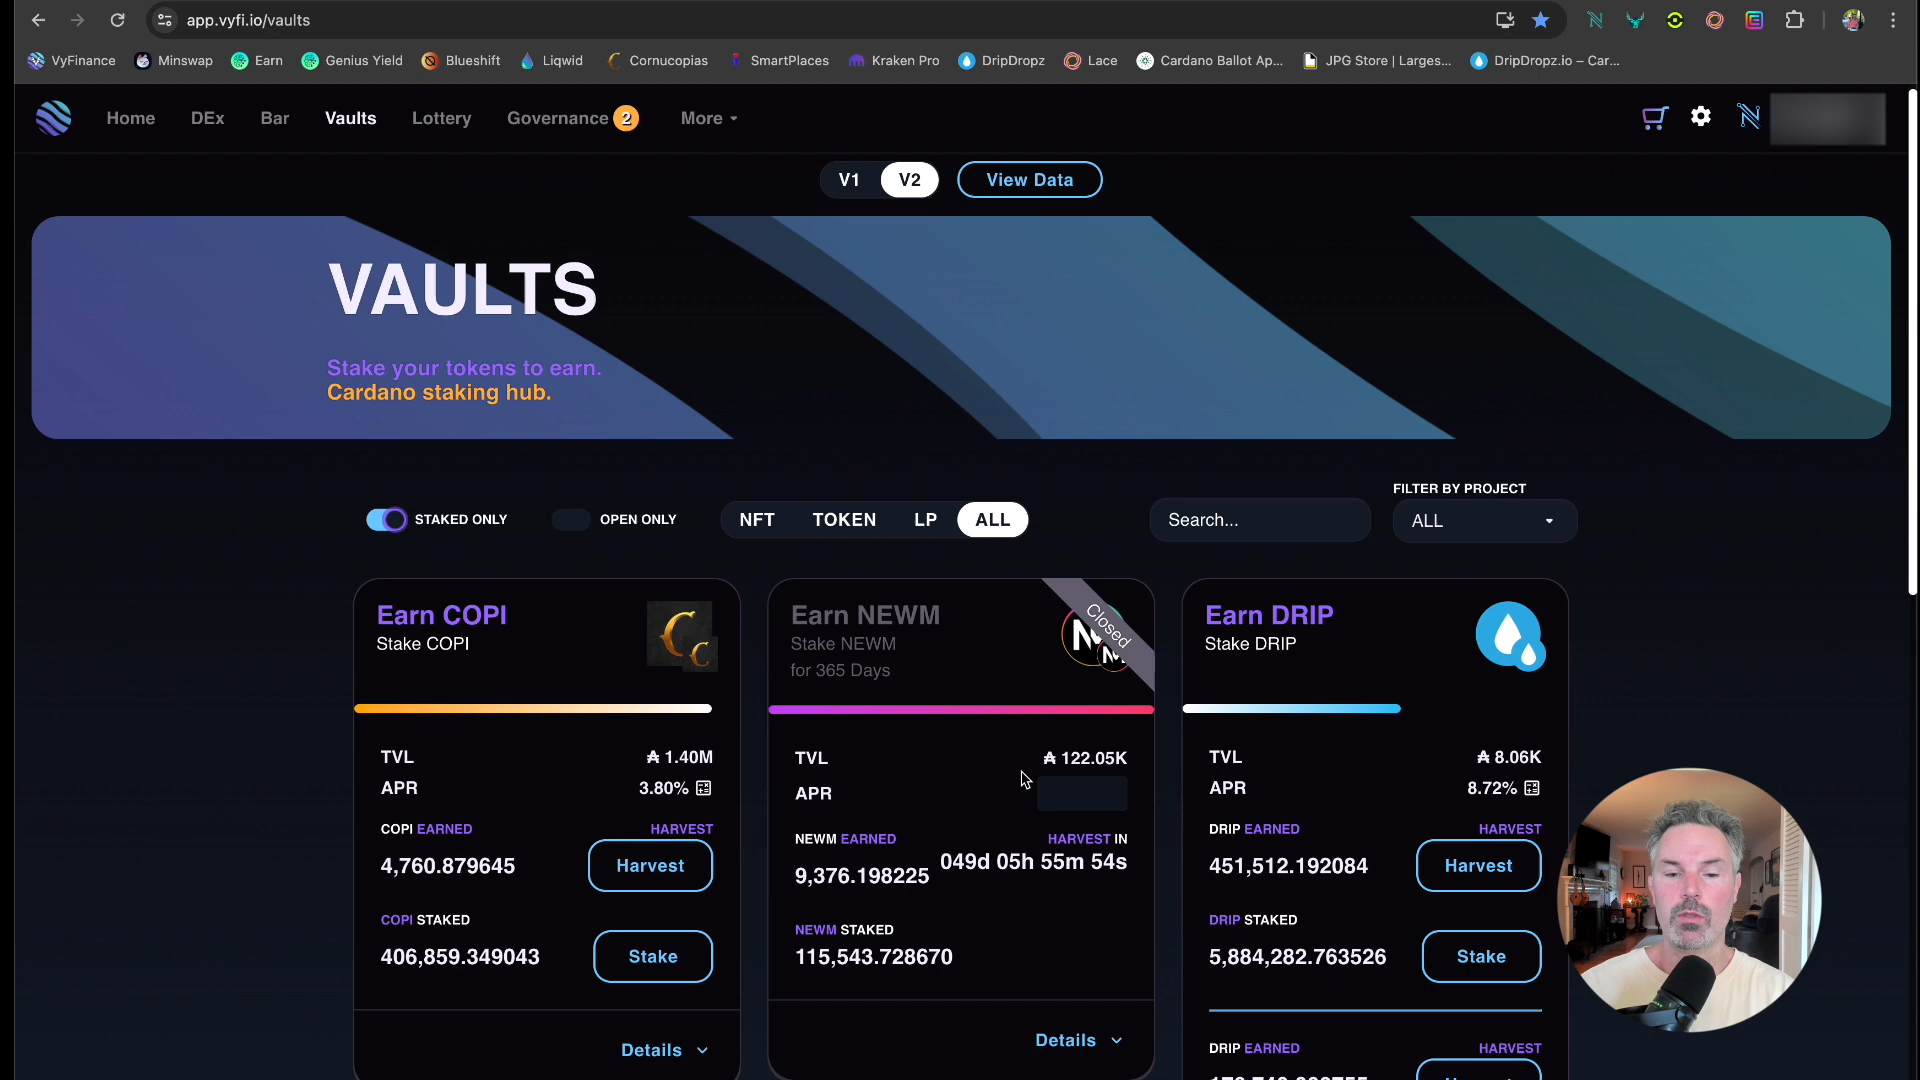 app.vyfi.io/vaults
VyFinance
Minswap
Earn
Genius Yield
Blueshift
Liqwid
Cornucopias
SmartPlaces
Kraken Pro
DripDropz
Lace
Cardano Ballot Ap...
JPG Store | Larges...
DripDropz.io – Car...
Home
DEx
Bar
Vaults
Lottery
Governance 2
More
V1
V2
View Data
VAULTS
Stake your tokens to earn.
Cardano staking hub.
FILTER BY PROJECT
STAKED ONLY
OPEN ONLY
NFT
TOKEN
LP
ALL
Search...
ALL
Earn COPI
Stake COPI
TVL
₳ 1.40M
APR
3.80%
COPI EARNED
HARVEST
4,760.879645
Harvest
COPI STAKED
406,859.349043
Stake
Details
Earn NEWM
Stake NEWM
for 365 Days
Closed
TVL
₳ 122.05K
APR
NEWM EARNED
HARVEST IN
9,376.198225
049d 05h 55m 54s
NEWM STAKED
115,543.728670
Details
Earn DRIP
Stake DRIP
TVL
₳ 8.06K
APR
8.72%
DRIP EARNED
HARVEST
451,512.192084
Harvest
DRIP STAKED
5,884,282.763526
Stake
DRIP EARNED
HARVEST